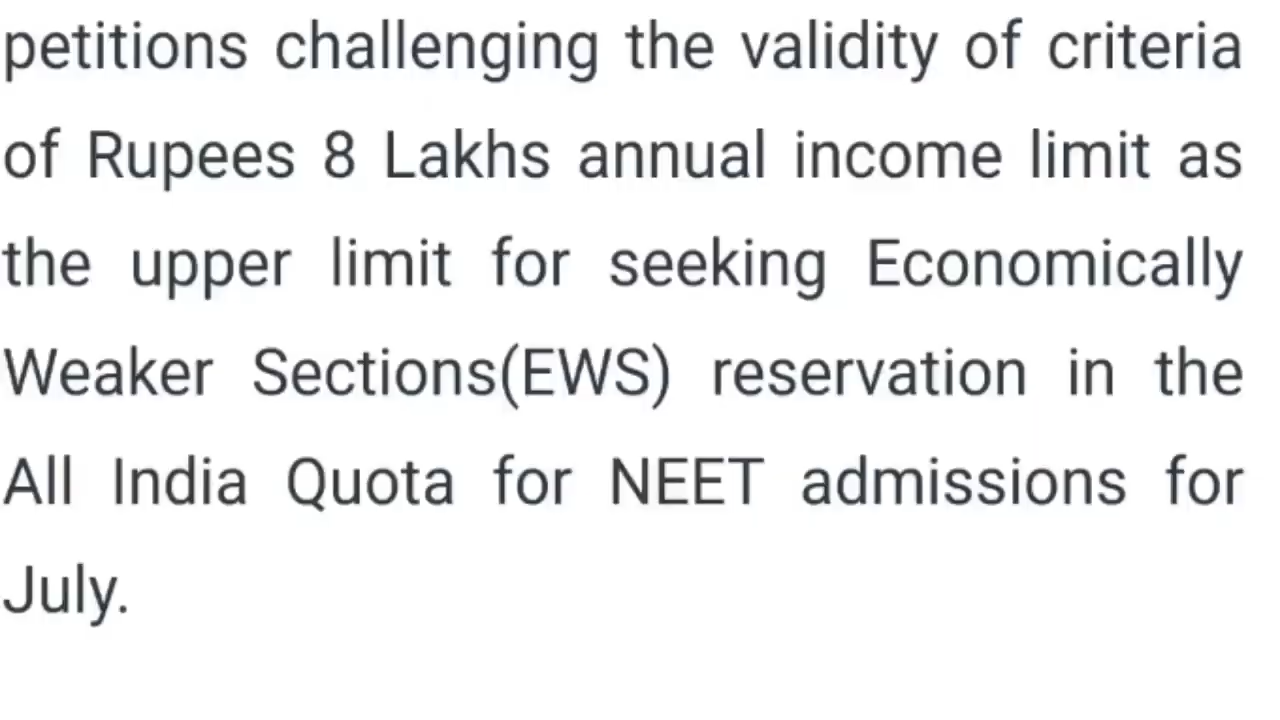 petitions challenging the validity of criteria
of Rupees 8 Lakhs annual income limit as
the upper limit for seeking Economically
Weaker Sections(EWS) reservation in the
All India Quota for NEET admissions for
July.